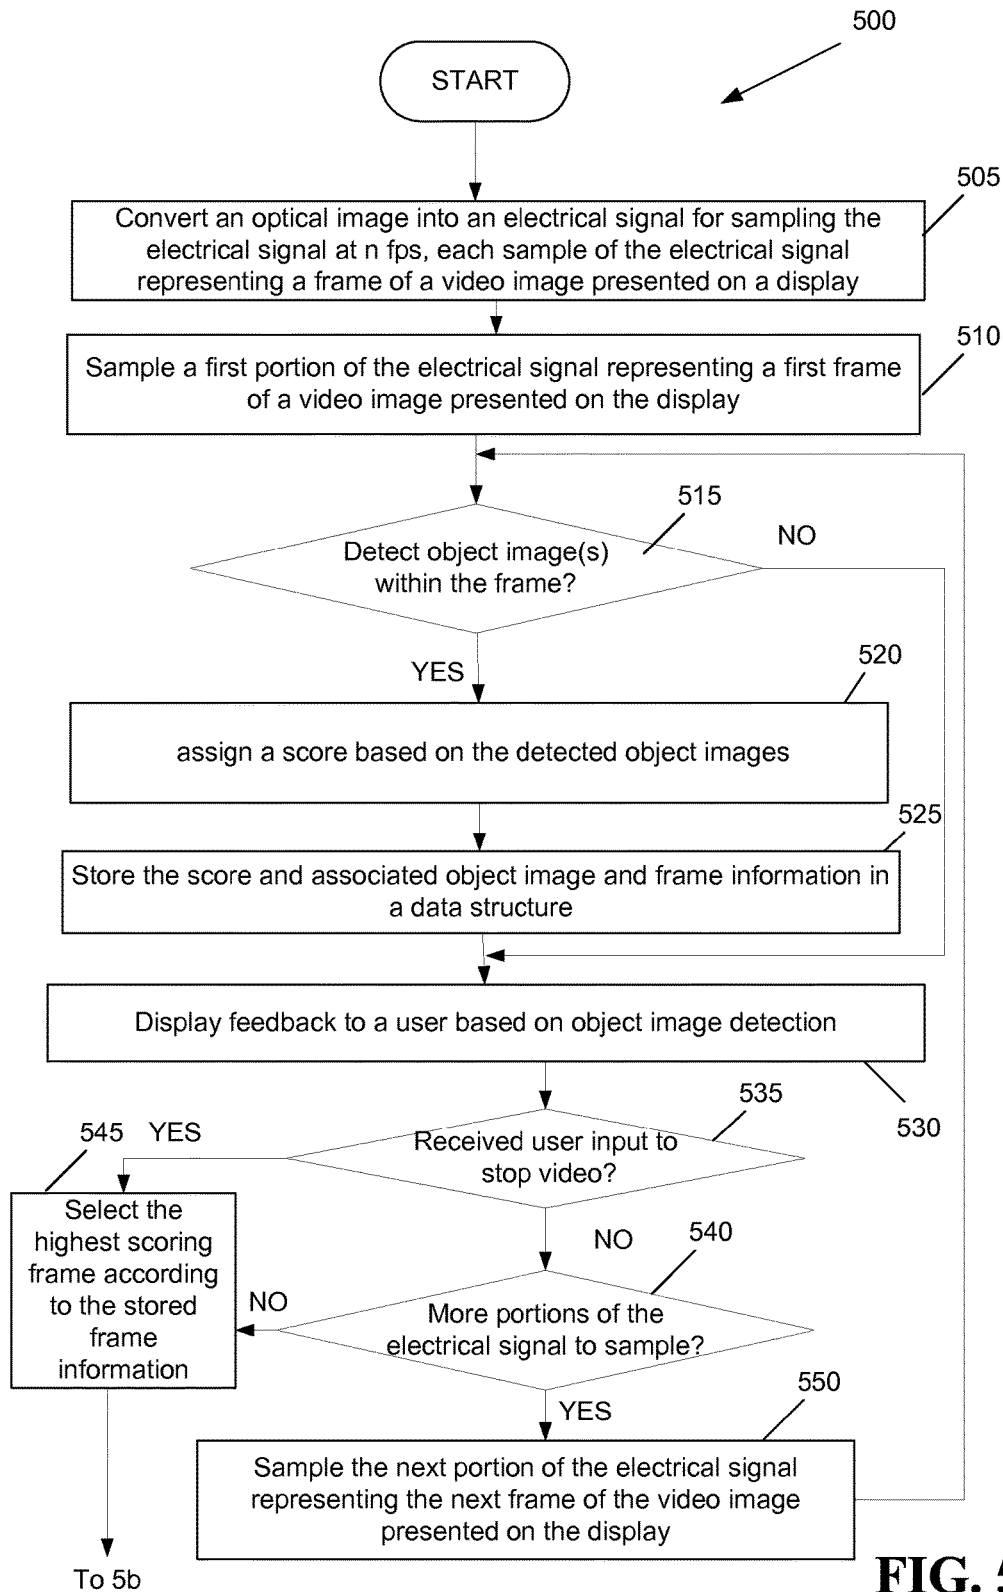 500
START
505
Convert an optical image into an electrical signal for sampling the
electrical signal at n fps, each sample of the electrical signal
representing a frame of a video image presented on a display
510
Sample a first portion of the electrical signal representing a first frame
of a video image presented on the display
515
NO
Detect object image(s)
within the frame?
YES
520
assign a score based on the detected object images
525
Store the score and associated object image and frame information in
a data structure
Display feedback to a user based on object image detection
530
535
545
YES
Received user input to
stop video?
Select the
highest scoring
frame according
to the stored
frame
information
NO
540
NO
More portions of the
electrical signal to sample?
550
YES
Sample the next portion of the electrical signal
representing the next frame of the video image
presented on the display
To 5b
FIG.